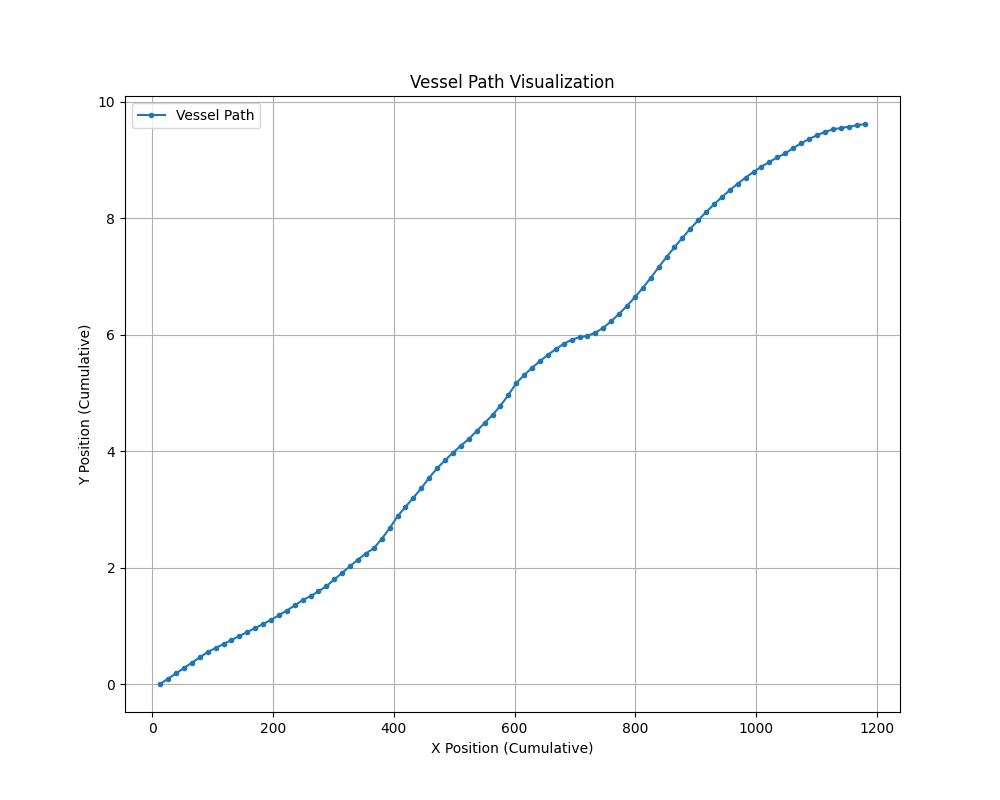 Vessel Path Visualization
Vessel Path
10
8
6
4
2
0
Y Position (Cumulative)
0 200 400 600 800 1000 1200
X Position (Cumulative)